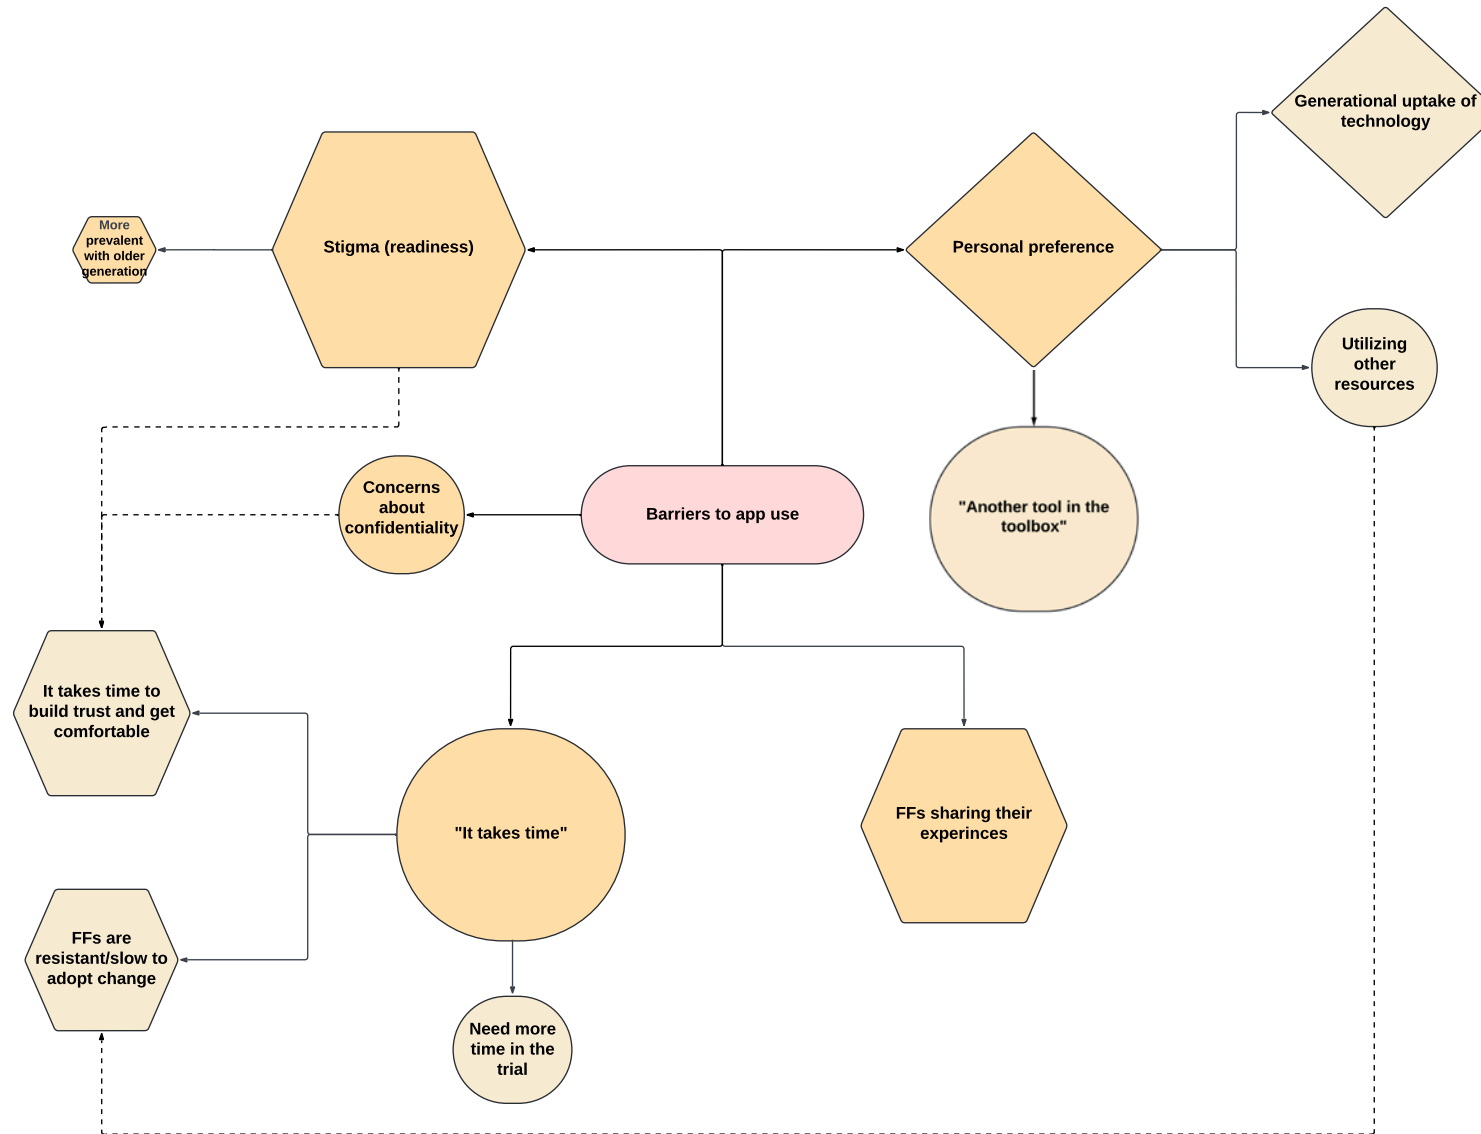 Generational uptake of
technology
More
prevalent
with older
generation
Stigma (readiness)
Personal preference
Utilizing
other
resources
Concerns
about
confidentiality
Barriers to app use
"Another tool in the
toolbox"
It takes time to
build trust and get
comfortable
"It takes time"
FFs sharing their
experinces
FFs are
resistant/slow to
adopt change
Need more
time in the
trial